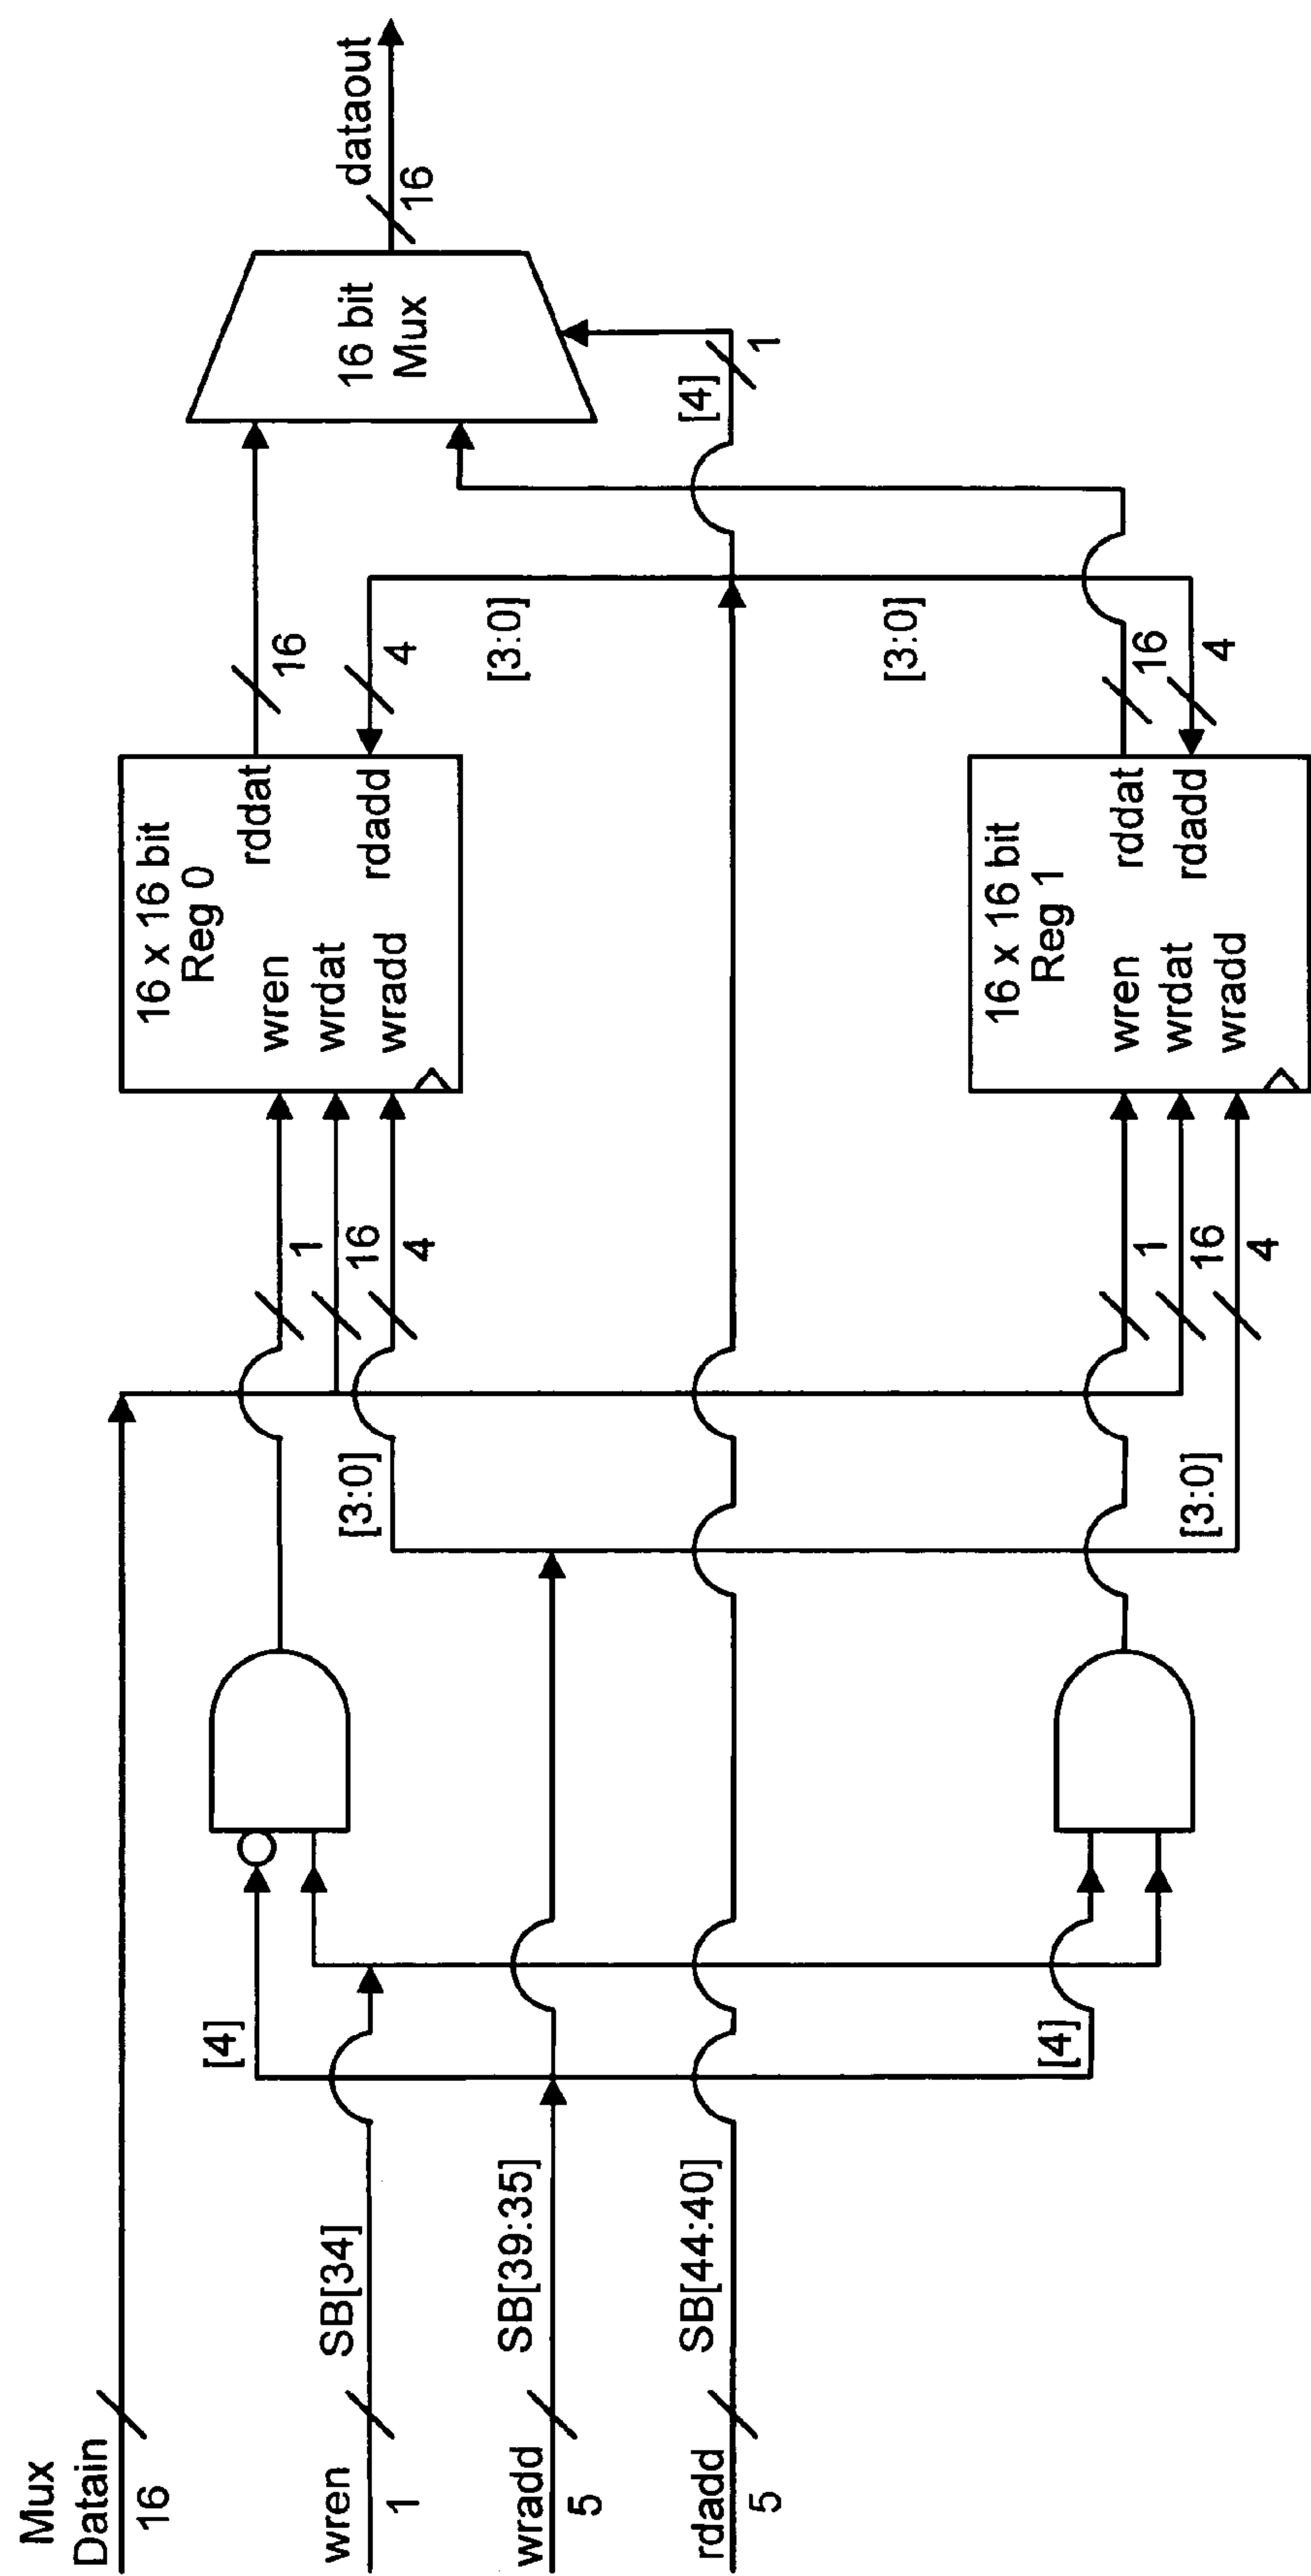 Mux
Datain
16
wren
1
SB[34]
wradd
5
SB[39:35]
rdadd
5
SB[44:40]
[4]
[4]
[3:0]
[3:0]
1
16
4
1
16
4
16 x 16 bit
Reg 0
wren
rddat
wrdat
wradd
rdadd
16 x 16 bit
Reg 1
wren
rddat
wrdat
rdadd
wradd
16
4
[3:0]
[3:0]
16
4
[4]
1
16 bit
Mux
dataout
16